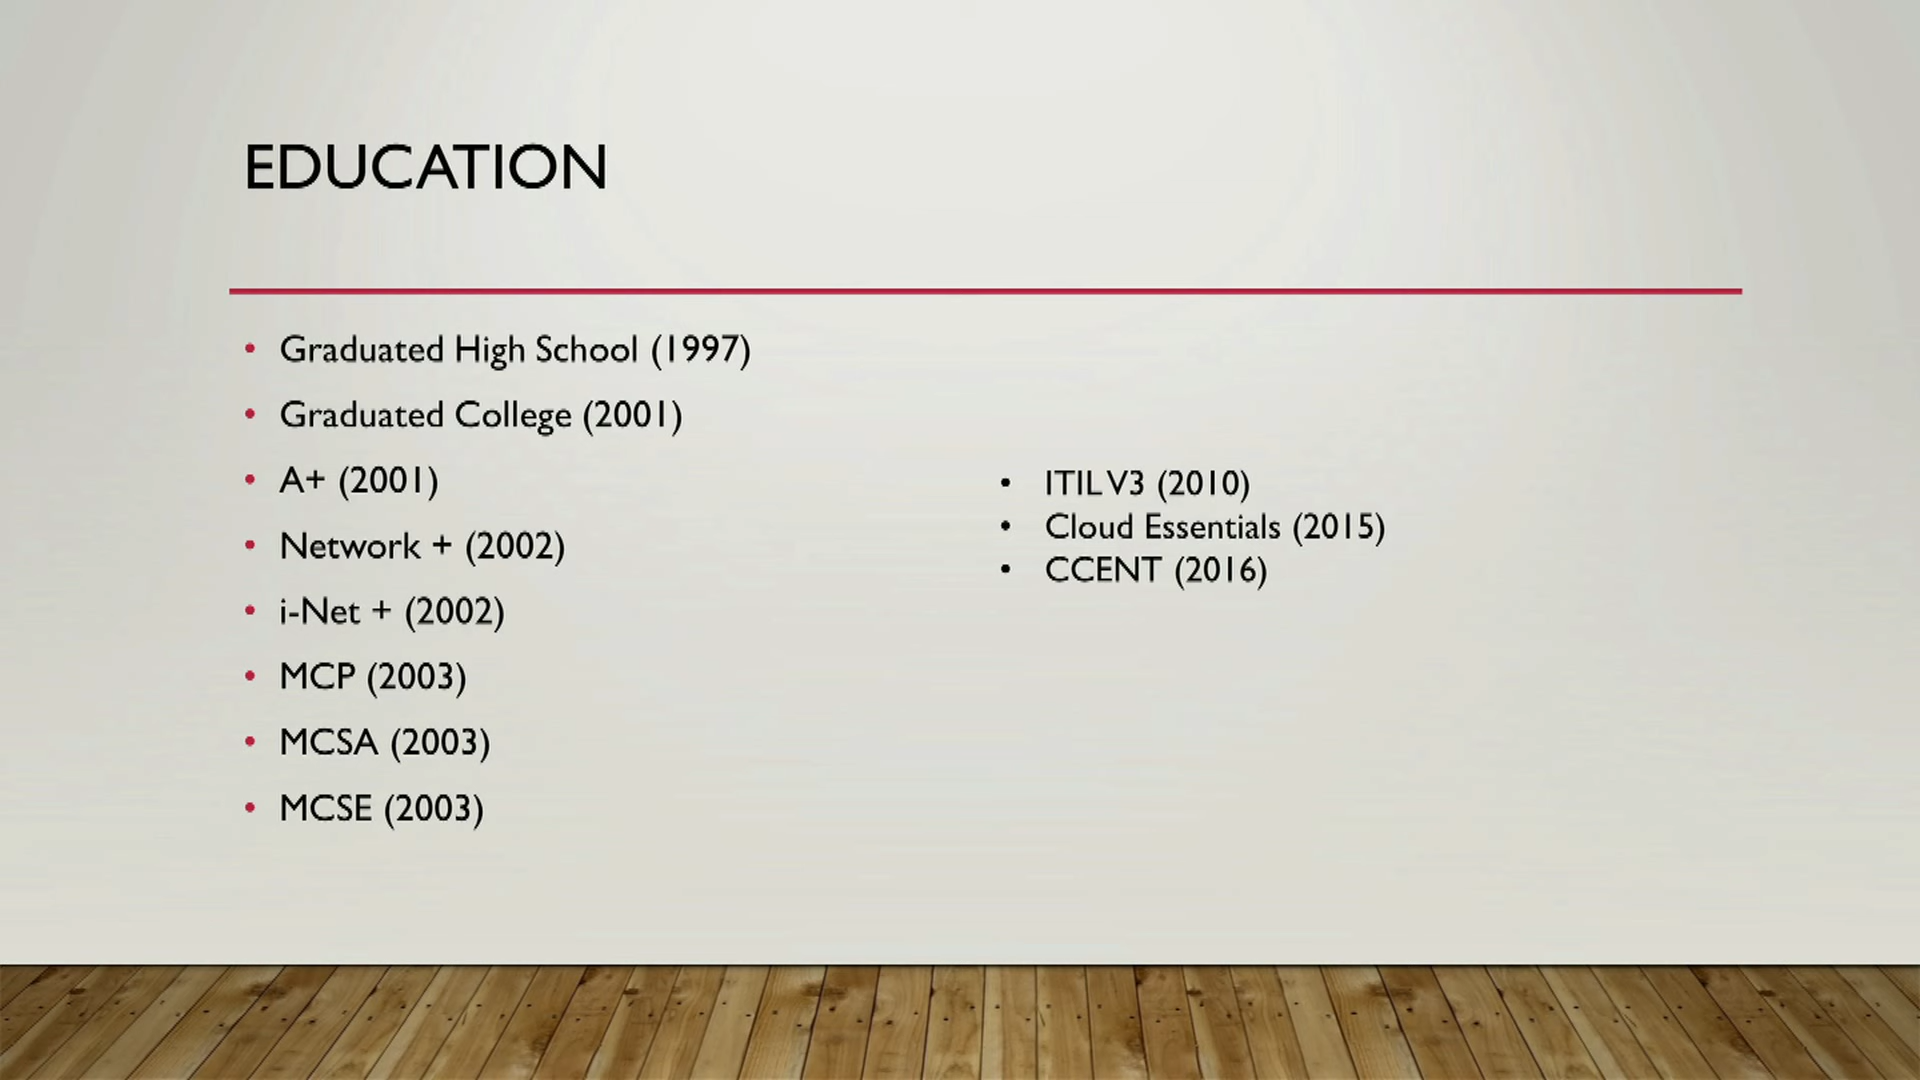 EDUCATION
• Graduated High School (1997)
• Graduated College (2001)
• A+ (2001)
• Network + (2002)
• i-Net + (2002)
• MCP (2003)
• MCSA (2003)
• MCSE (2003)
• ITIL V3 (2010)
• Cloud Essentials (2015)
• CCENT (2016)